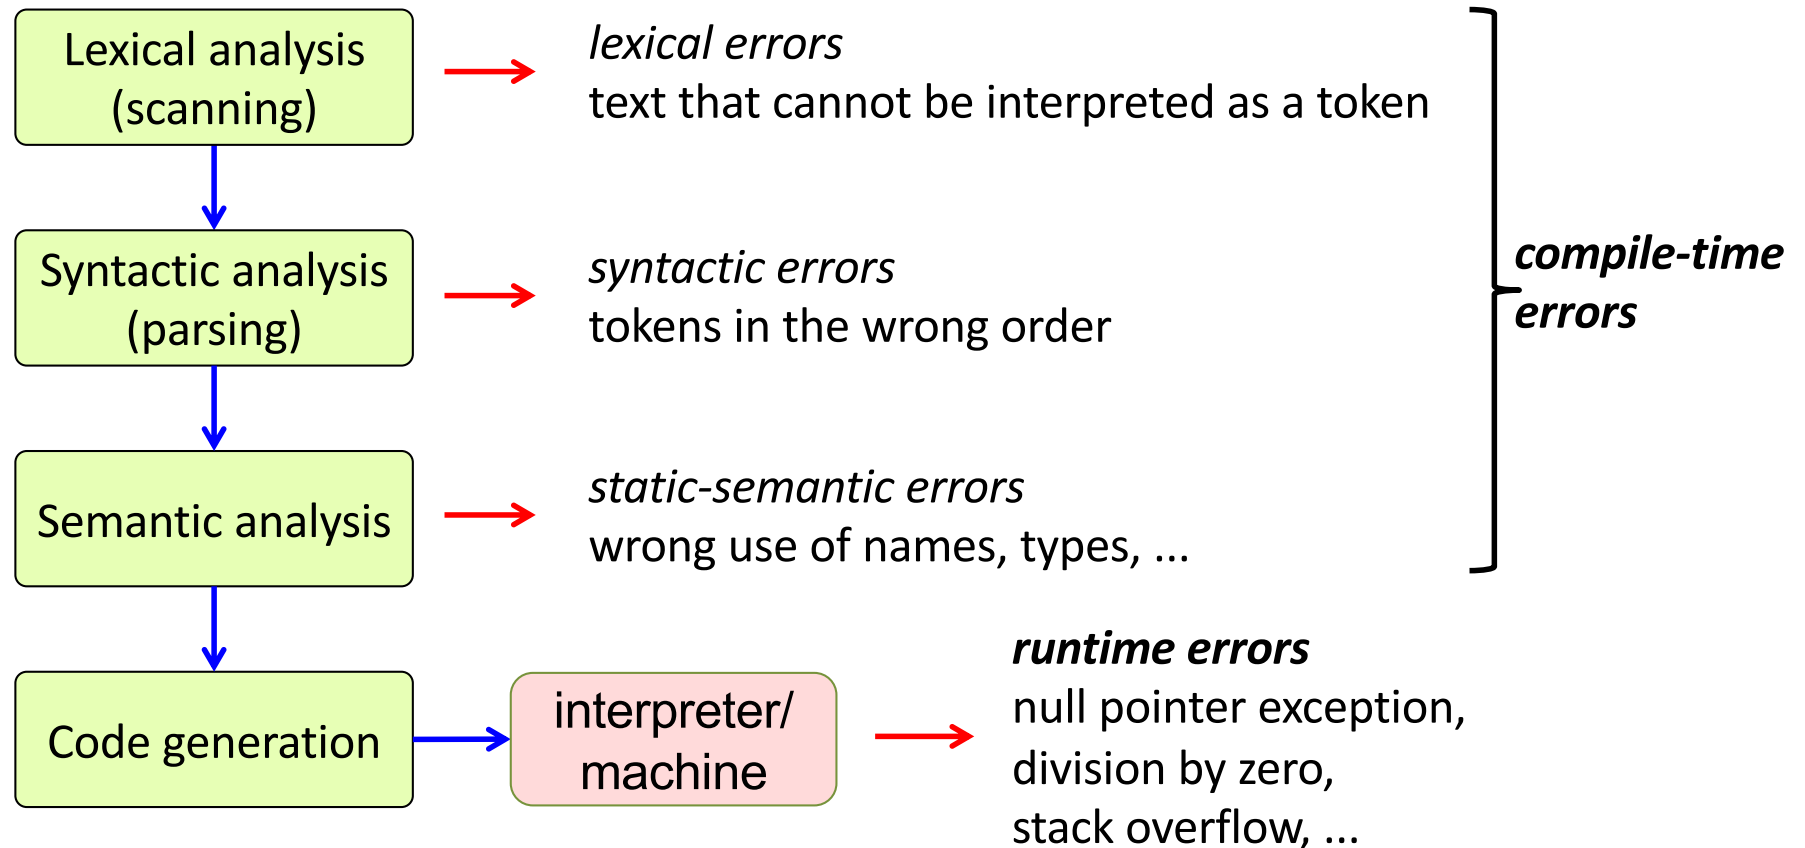 Lexical analysis
(scanning)
lexical errors
text that cannot be interpreted as a token
Syntactic analysis
(parsing)
syntactic errors
tokens in the wrong order
compile-time
errors
Semantic analysis
static-semantic errors
wrong use of names, types, ...
Code generation
interpreter/
machine
runtime errors
null pointer exception,
division by zero,
stack overflow, ...